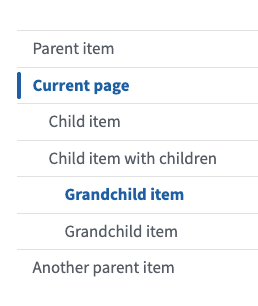 Parent item
Current page
Child item
Child item with children
Grandchild item
Grandchild item
Another parent item